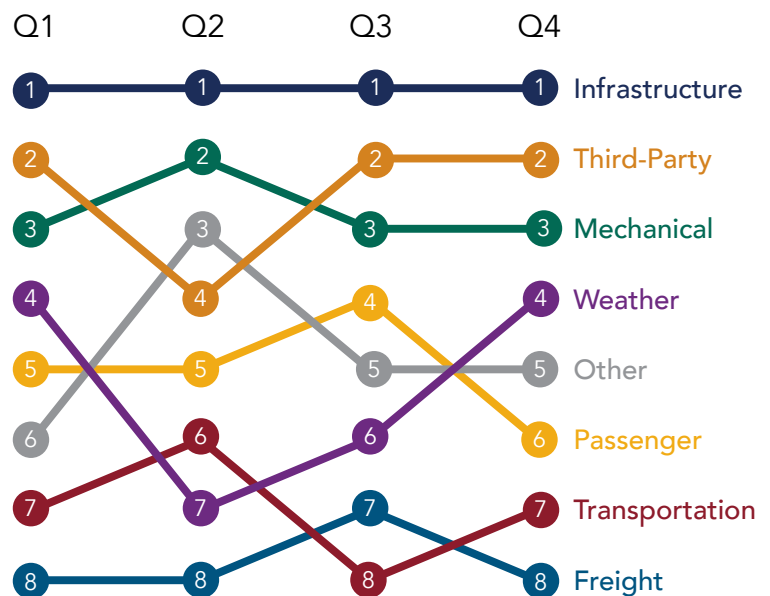 Q1 Q2 Q3 Q4
1 1 1 1 Infrastructure
2 2 2 2 Third-Party
3 3 3 3 Mechanical
4 4 4 4 Weather
5 5 5 5 Other
6 6 6 6 Passenger
7 7 7 7 Transportation
8 8 8 8 Freight